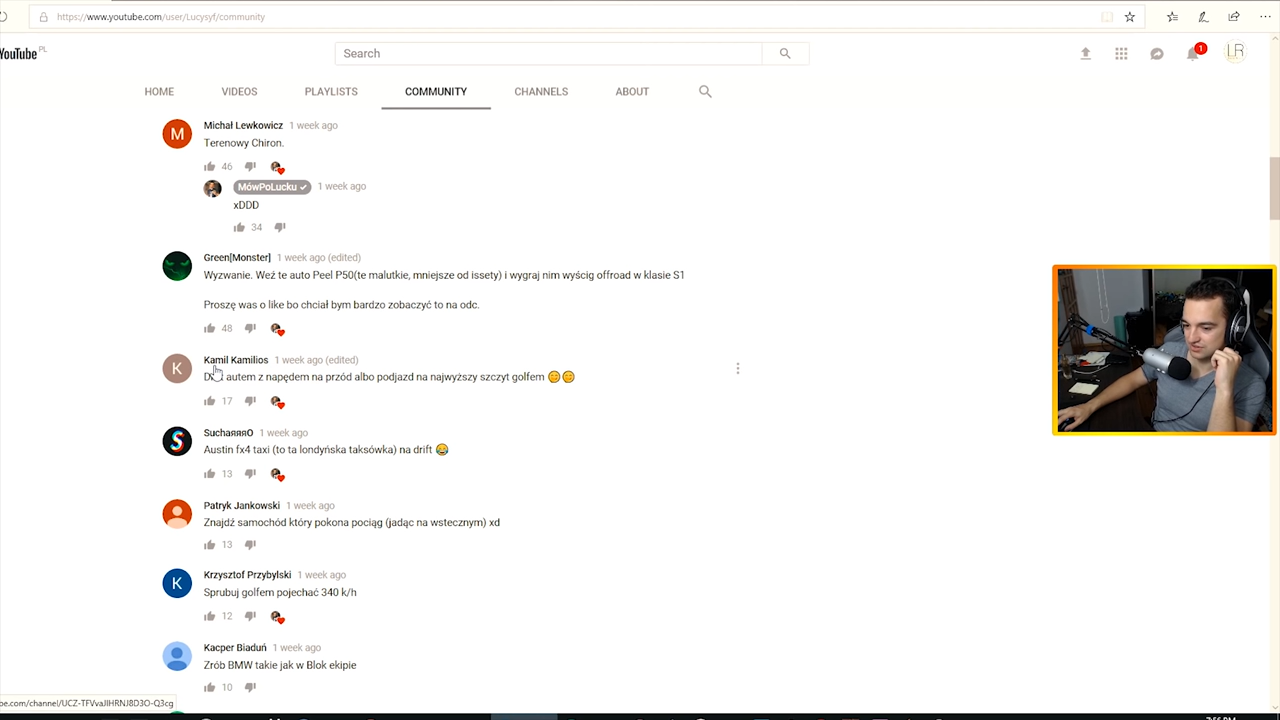 https://www.youtube.com/user/Lucysyf/community
YouTube PL
Search
1
LR
HOME VIDEOS PLAYLISTS COMMUNITY CHANNELS ABOUT
M
Michał Lewkowicz 1 week ago
Terenowy Chiron.
46
MówPoLucku 1 week ago
xDDD
34
Green[Monster] 1 week ago (edited)
Wyzwanie. Weź te auto Peel P50(te malutkie, mniejsze od issety) i wygraj nim wyścig offroad w klasie S1
Proszę was o like bo chciał bym bardzo zobaczyć to na odc.
48
K
Kamil Kamilios 1 week ago (edited)
autem z napędem na przód albo podjazd na najwyższy szczyt golfem 😊😊
17
S
SuchaяяяO 1 week ago
Austin fx4 taxi (to ta londyńska taksówka) na drift 😂
13
Patryk Jankowski 1 week ago
Znajdź samochód który pokona pociąg (jadąc na wstecznym) xd
13
K
Krzysztof Przybylski 1 week ago
Sprubuj golfem pojechać 340 k/h
12
Kacper Biaduń 1 week ago
Zrób BMW takie jak w Blok ekipie
10